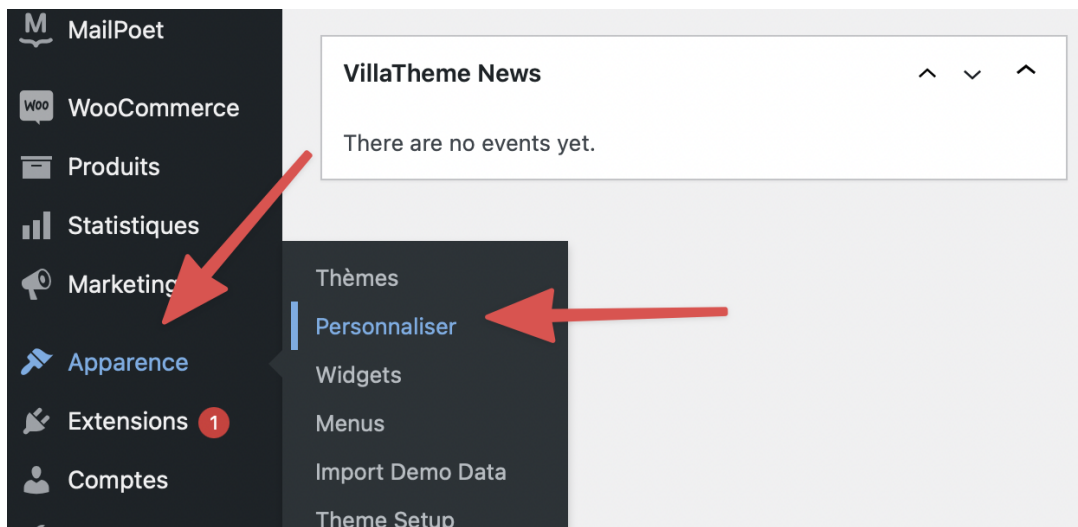 MailPoet
WooCommerce
Produits
Statistiques
Marketing
Apparence
Extensions 1
Comptes
Thèmes
Personnaliser
Widgets
Menus
Import Demo Data
Theme Setup
VillaTheme News
There are no events yet.